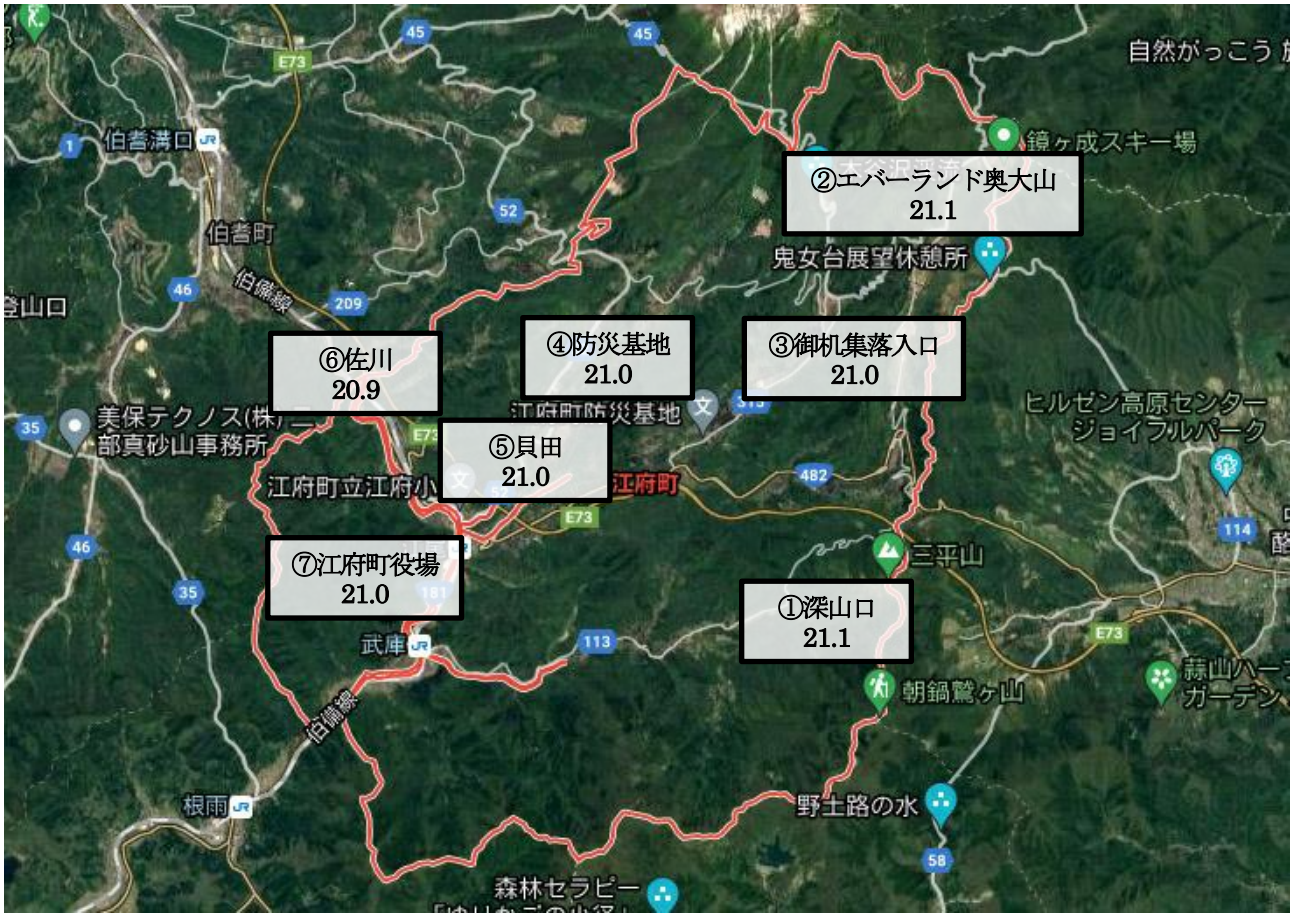 45
45
自然がっこう
E73
1
伯耆溝口
JR
鏡ヶ成スキー場
②エバーランド奥大山
21.1
52
伯耆町
鬼女台展望休憩所
46
伯備線
209
登山口
⑥佐川
20.9
④防災基地
21.0
③御机集落入口
21.0
美保テクノス(株)
部真砂山事務所
35
江府町防災基地
文
315
ヒルゼン高原センター
ジョイフルパーク
E73
⑤貝田
21.0
482
江府町立江府小
文
江府町
E73
114
46
⑦江府町役場
21.0
181
三平山
35
①深山口
21.1
武庫
JR
113
E73
蒜山ハーブ
ガーデン
朝鍋鷲ヶ山
伯備線
根雨
JR
野土路の水
58
森林セラピー